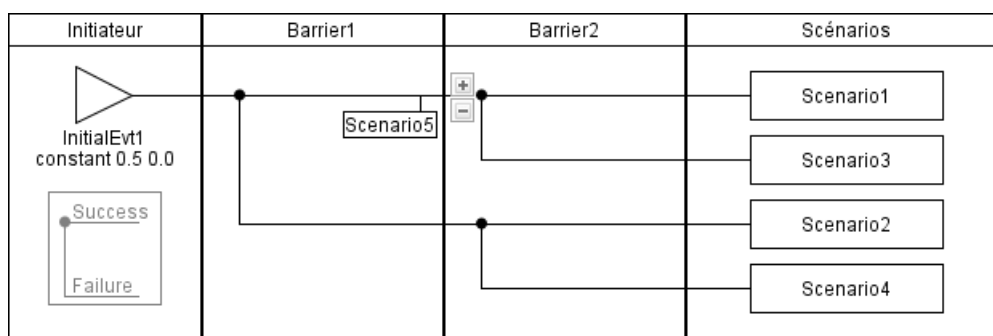 Initiateur
Barrier1
Barrier2
Scénarios
InitialEvt1
constant 0.5 0.0
Success
Failure
Scenario5
Scenario1
Scenario3
Scenario2
Scenario4